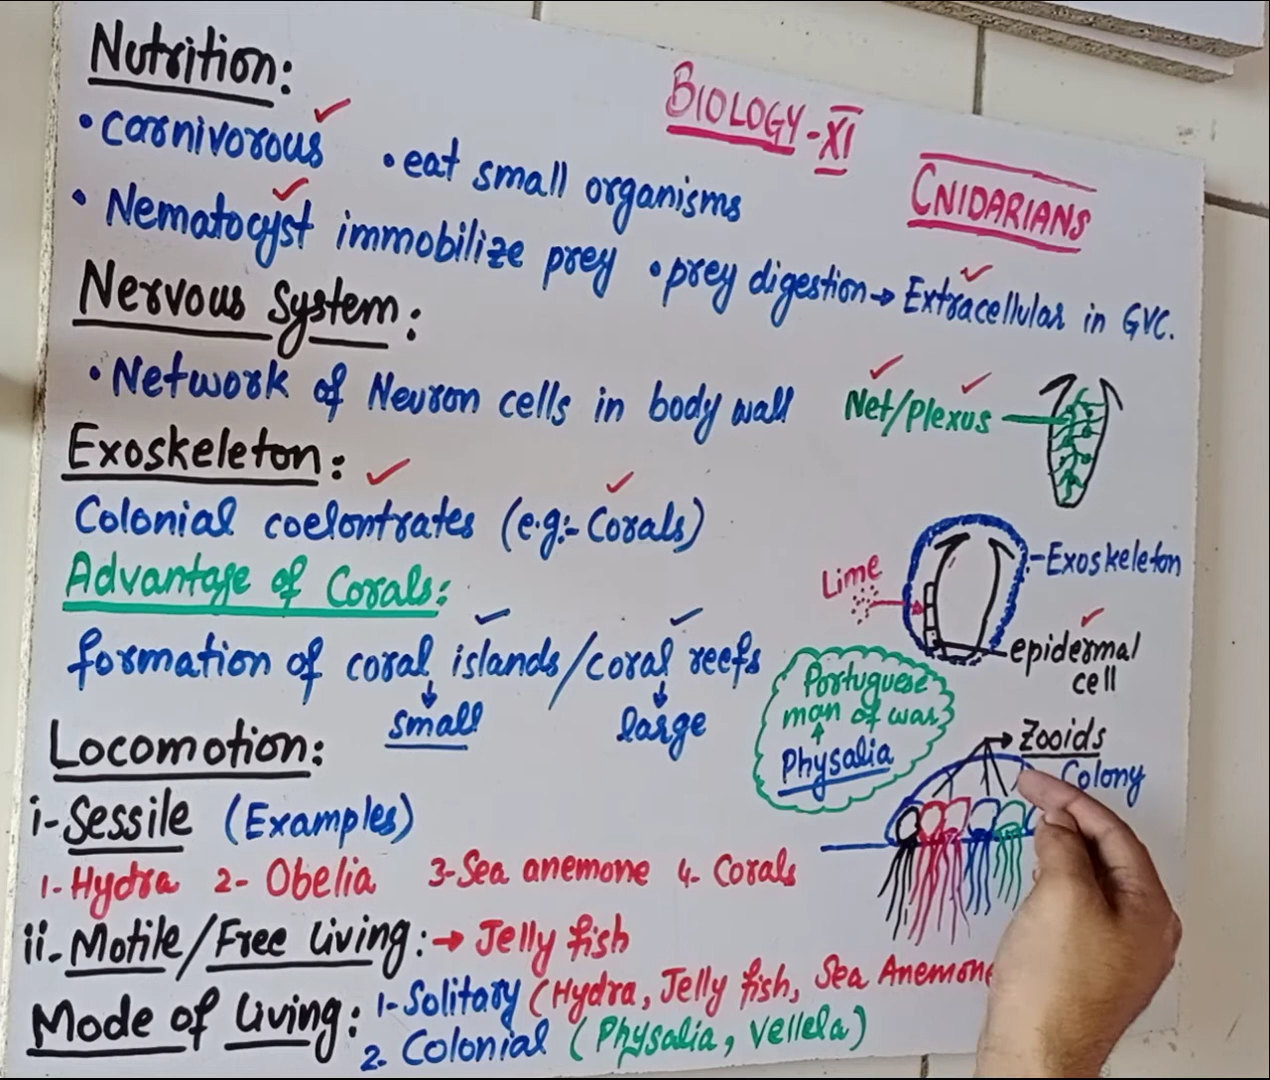 Nutrition:
BIOLOGY-XI
CNIDARIANS
• Carnivorous • eat small organisms
• Nematocyst immobilize prey • prey digestion → Extracellular in GVC.
Nervous System:
• Network of Neuron cells in body wall Net/Plexus
Exoskeleton:
Colonial coelontrates (e.g:- Corals)
Lime
Exoskeleton
epidermal
cell
Advantage of Corals:
formation of coral islands/coral reefs
small large
Portuguese
man of war
Physalia
Zooids
Colony
Locomotion:
i-Sessile (Examples)
1- Hydra 2- Obelia 3-Sea anemone 4- Corals
ii-Motile/Free Living: → Jelly fish
Mode of Living: 1-Solitary (Hydra, Jelly fish, Sea Anemone
2- Colonial (Physalia, Vellela)